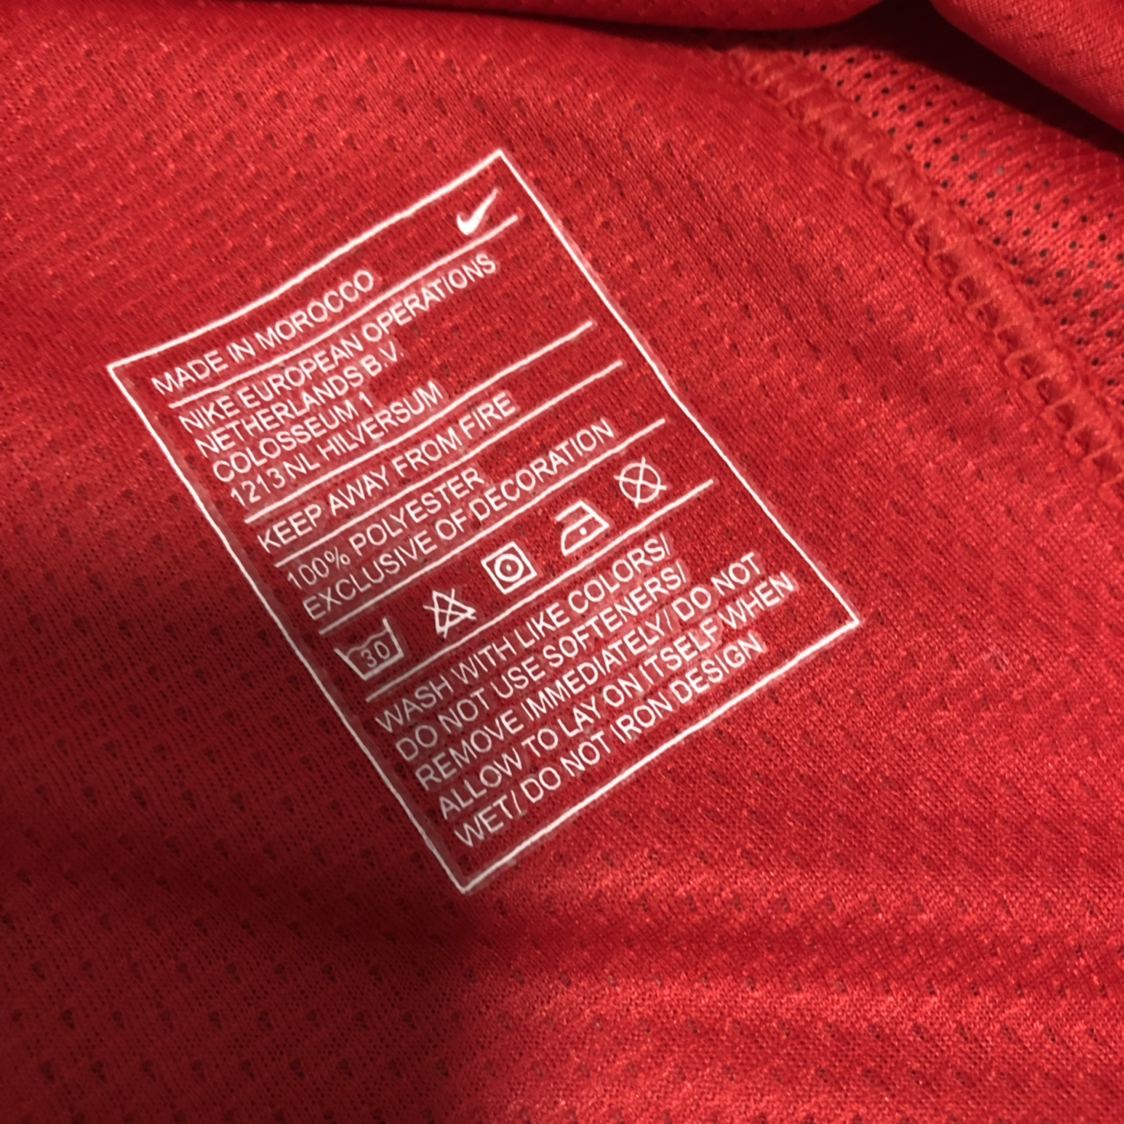 MADE IN MOROCCO
NIKE EUROPEAN OPERATIONS
NETHERLANDS B.V.
COLOSSEUM 1
1213 NL HILVERSUM
KEEP AWAY FROM FIRE
100% POLYESTER
EXCLUSIVE OF DECORATION
30
WASH WITH LIKE COLORS/
DO NOT USE SOFTENERS/
REMOVE IMMEDIATELY/ DO NOT
ALLOW TO LAY ON ITSELF WHEN
WET/ DO NOT IRON DESIGN